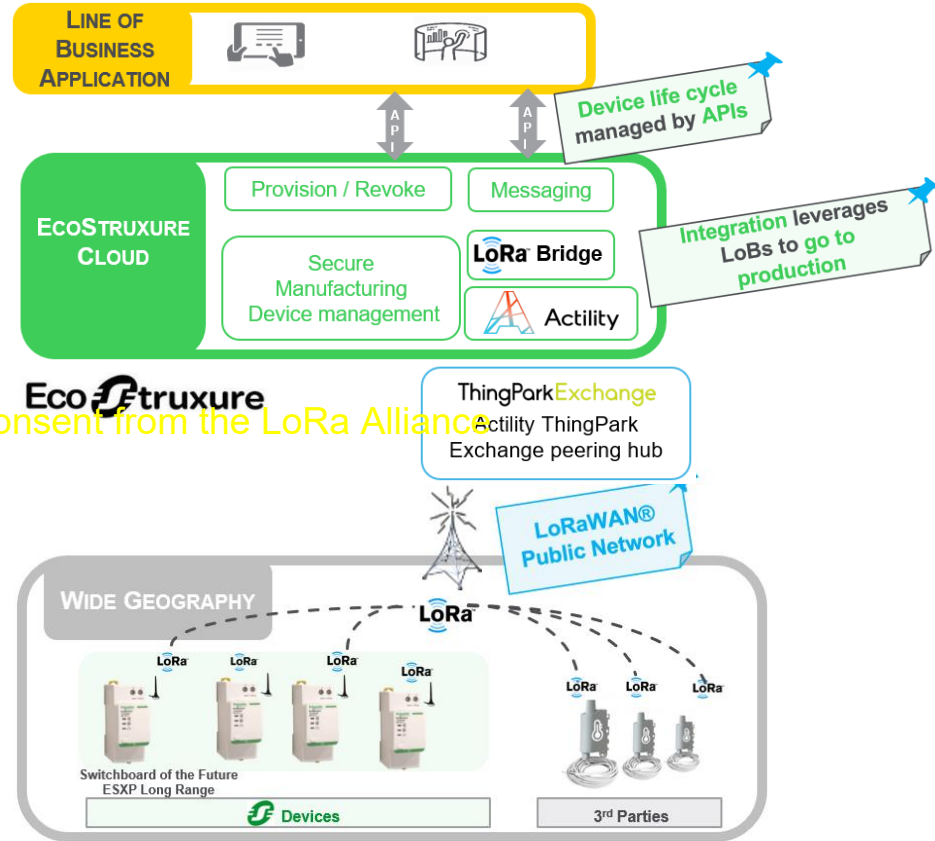 LINE OF
BUSINESS
APPLICATION
API
API
Device life cycle
managed by APIs
ECOSTRUXURE
CLOUD
Provision / Revoke
Messaging
Integration leverages
LoBs to go to
production
Secure
Manufacturing
Device management
LoRa Bridge
Actility
EcoStruxure
ThingParkExchange
onsent from the LoRa Alliance
Actility ThingPark
Exchange peering hub
LoRaWAN®
Public Network
WIDE GEOGRAPHY
LoRa
LoRa
LoRa
LoRa
LoRa
LoRa
LoRa
LoRa
Switchboard of the Future
ESXP Long Range
Devices
3rd Parties